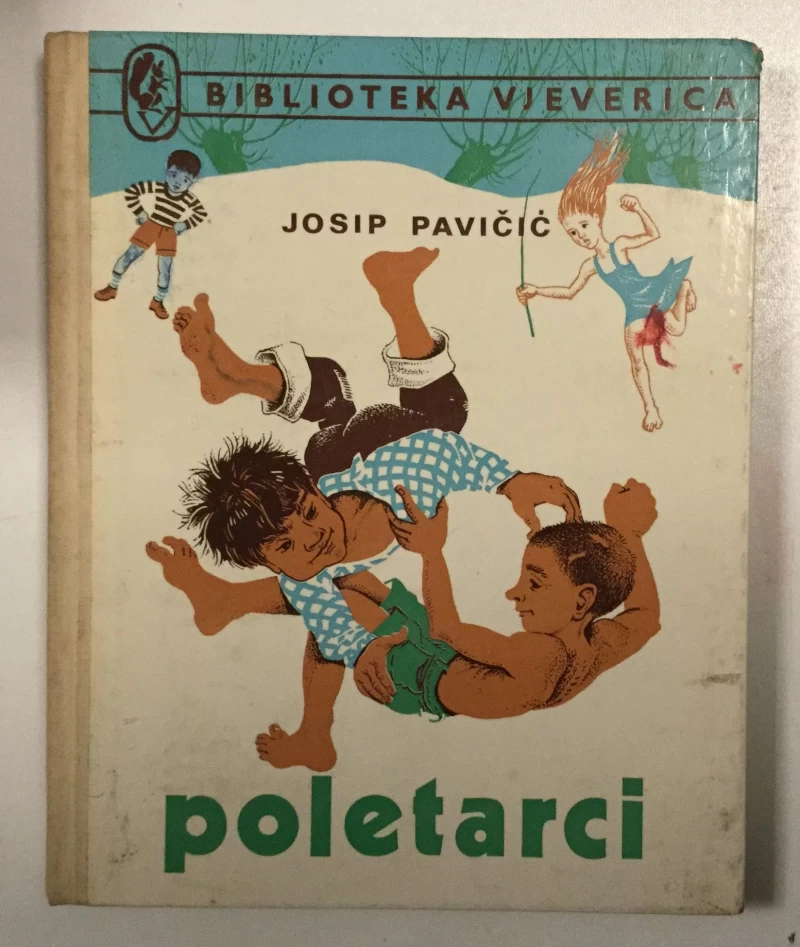 BIBLIOTEKA VJEVERICA
JOSIP PAVIČIĆ
poletarci